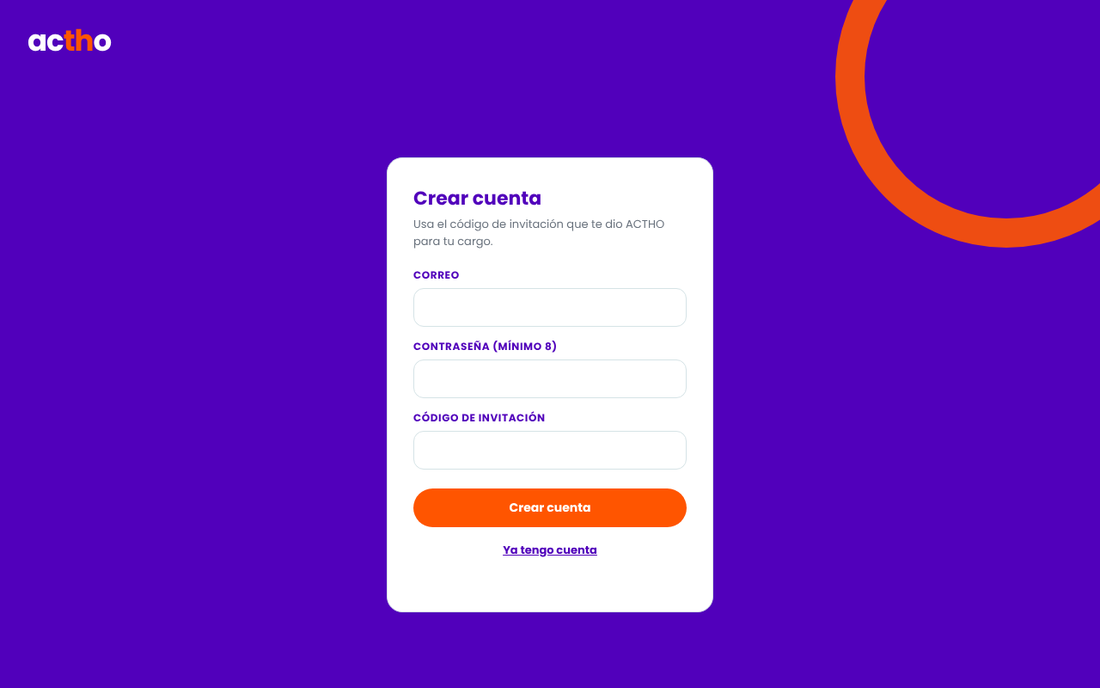 actho
Crear cuenta
Usa el código de invitación que te dio ACTHO
para tu cargo.
CORREO
CONTRASEÑA (MÍNIMO 8)
CÓDIGO DE INVITACIÓN
Crear cuenta
Ya tengo cuenta